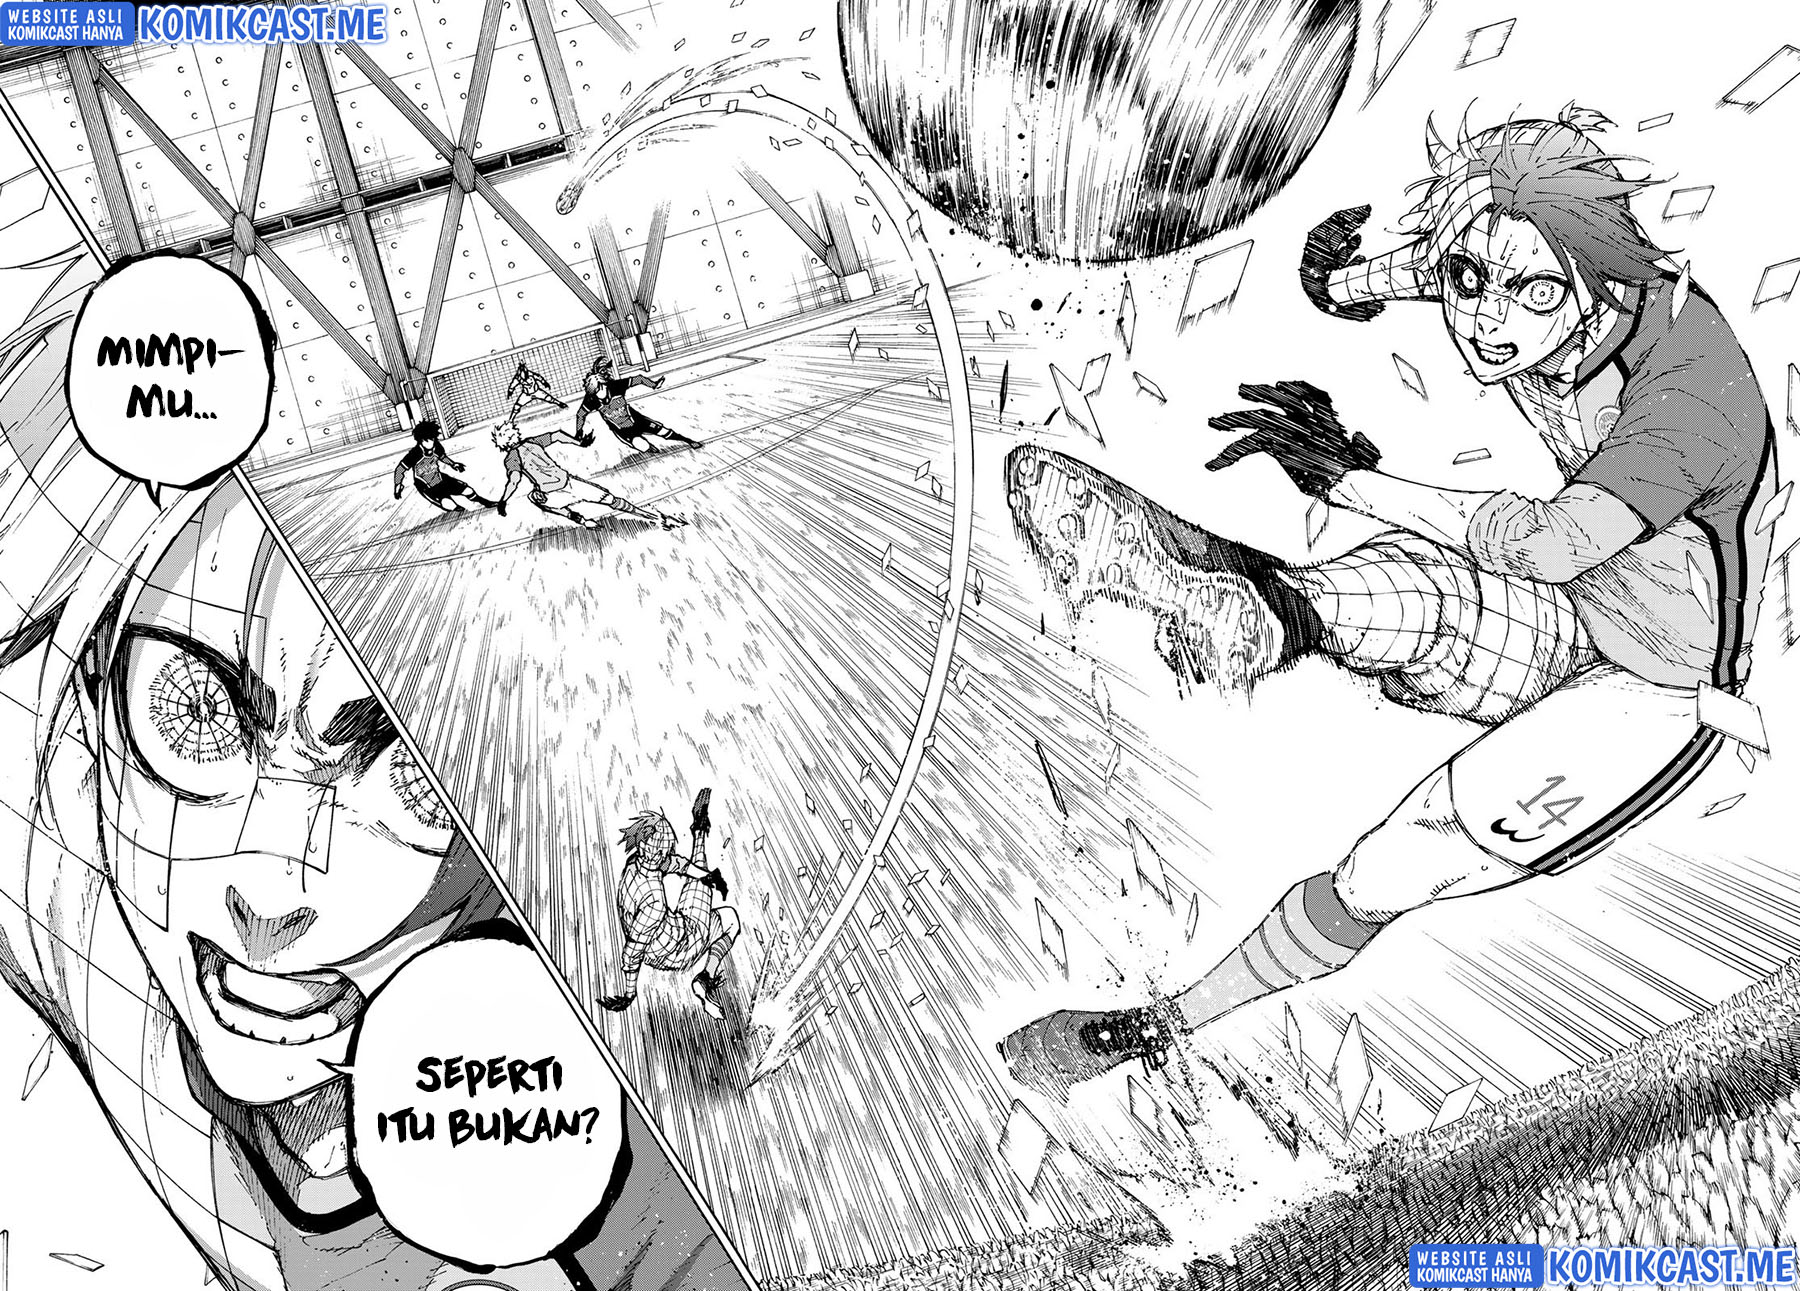 WEBSITE ASLI
KOMIKCAST HANYA
KOMIKCAST.ME
MIMPI-
MU...
SEPERTI
ITU BUKAN?
14
WEBSITE ASLI
KOMIKCAST HANYA
KOMIKCAST.ME